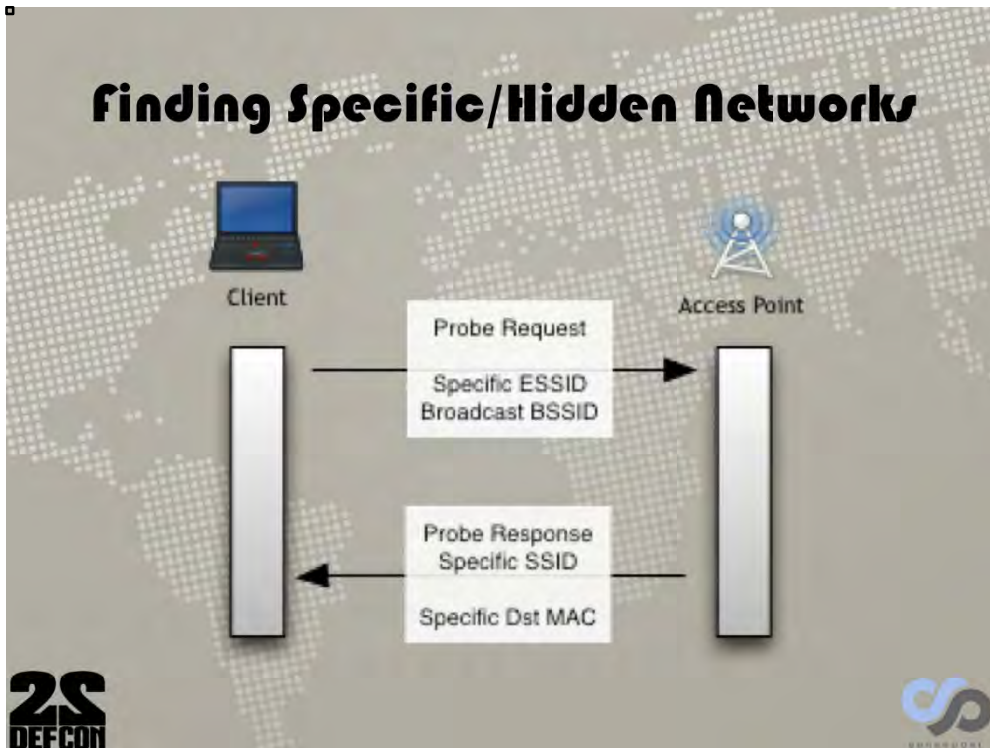 Finding Specific/Hidden Networks
Client
Access Point
Probe Request
Specific ESSID
Broadcast BSSID
Probe Response
Specific SSID
Specific Dst MAC
DEFCON